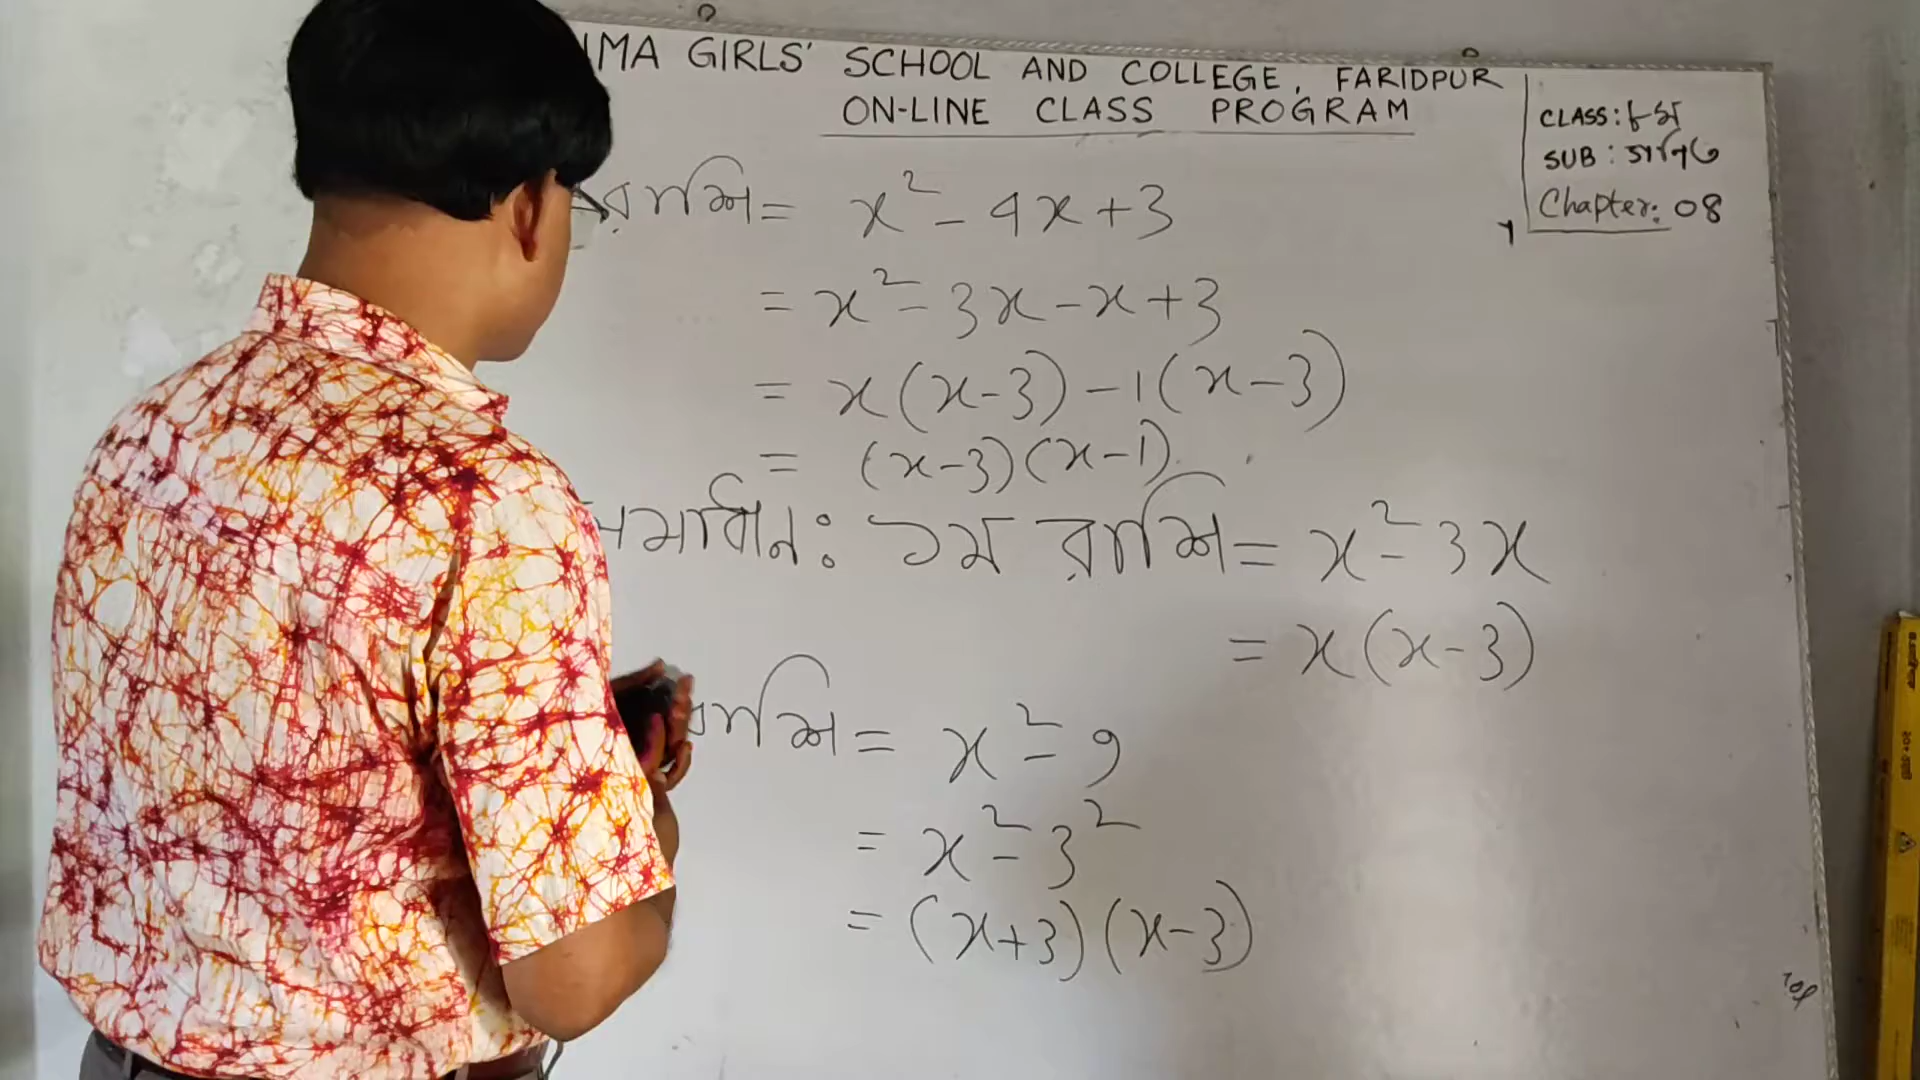 IMA GIRLS' SCHOOL AND COLLEGE, FARIDPUR
ON-LINE CLASS PROGRAM
CLASS: ৮ম
SUB : গণিত
Chapter: 08
রাশি = x² - 4x + 3
= x² - 3x - x + 3
= x(x-3) - 1(x-3)
= (x-3)(x-1)
সমাধান: ১ম রাশি = x² - 3x
= x(x-3)
রাশি = x² - 9
= x² - 3²
= (x+3)(x-3)